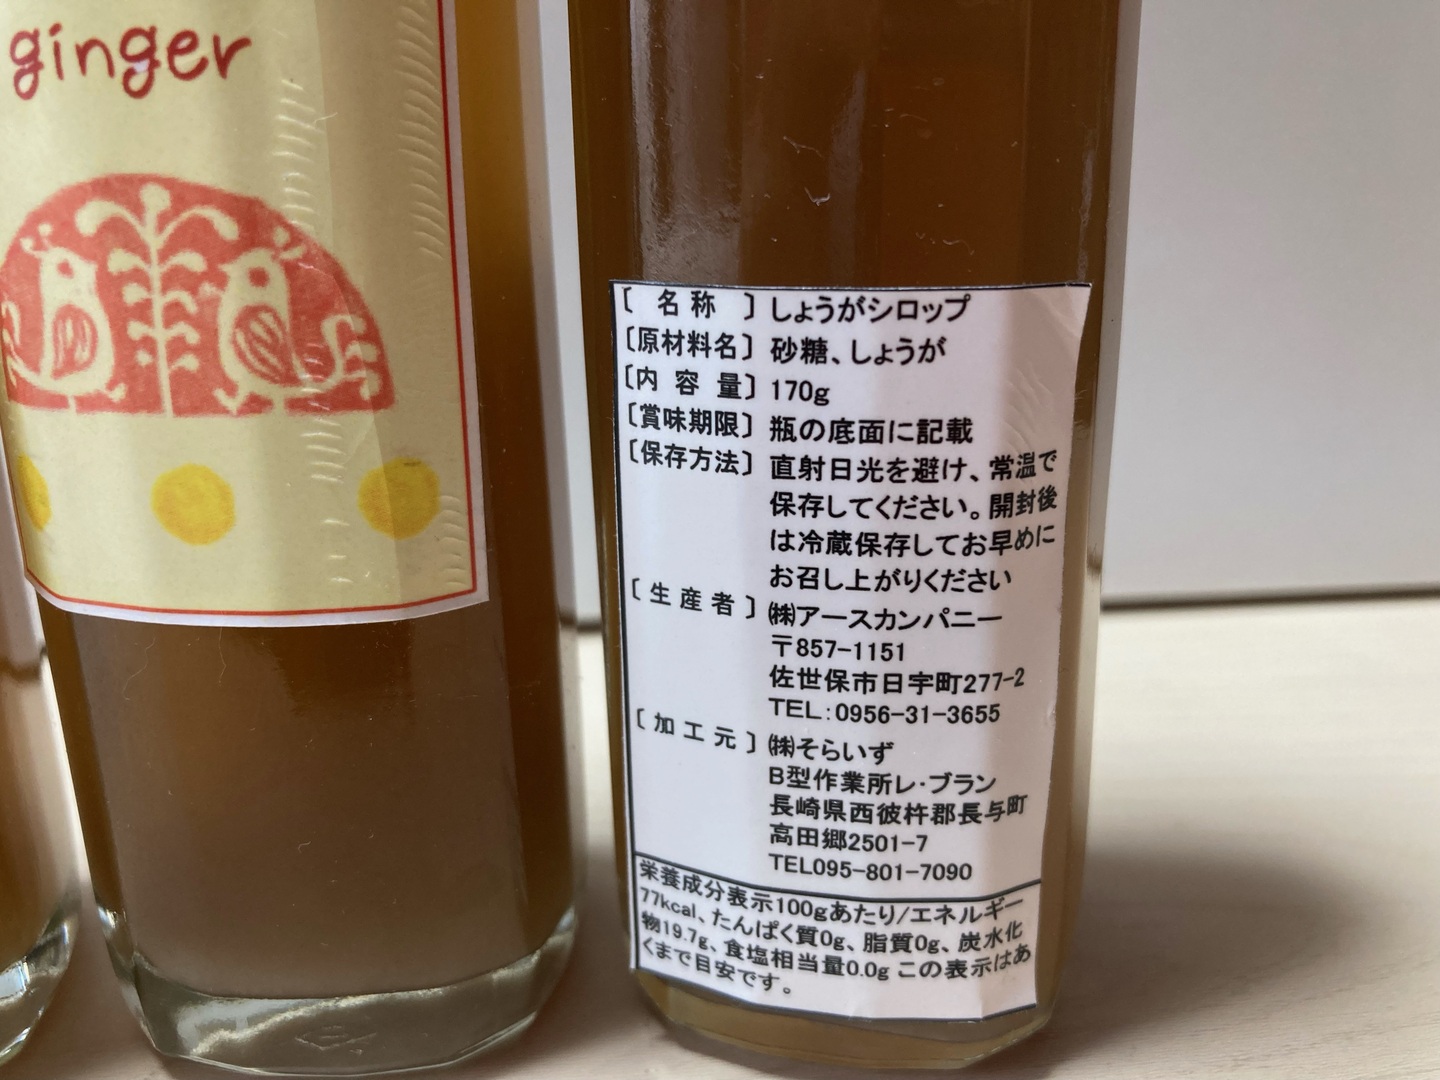 ginger
〔 名 称 〕 しょうがシロップ
〔原材料名〕 砂糖、しょうが
〔内 容 量〕 170g
〔賞味期限〕 瓶の底面に記載
〔保存方法〕 直射日光を避け、常温で
保存してください。開封後
は冷蔵保存してお早めに
お召し上がりください
〔 生 産 者 〕 ㈱アースカンパニー
〒857-1151
佐世保市日宇町277-2
TEL:0956-31-3655
〔 加 工 元 〕 ㈱そらいず
B型作業所レ・ブラン
長崎県西彼杵郡長与町
高田郷2501-7
TEL095-801-7090
栄養成分表示100gあたり/エネルギー
77kcal、たんぱく質0g、脂質0g、炭水化
物19.7g、食塩相当量0.0g この表示はあ
くまで目安です。